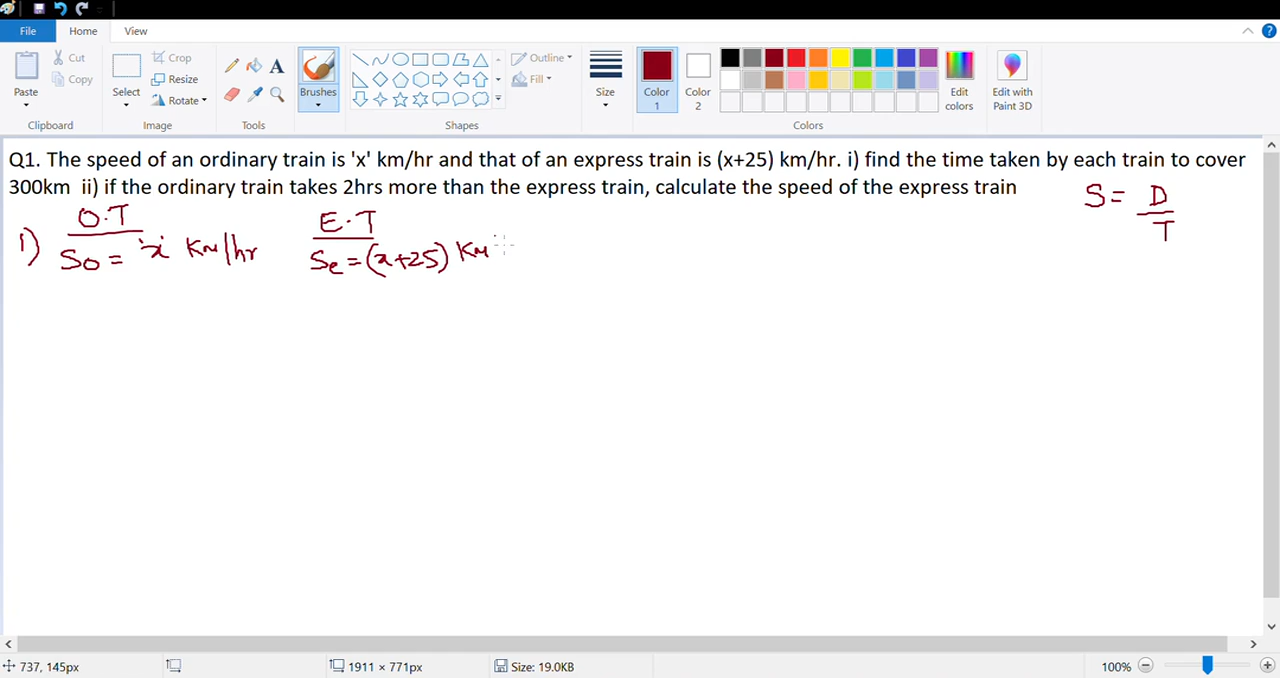 File Home View
Cut
Copy
Paste
Clipboard
Select
Crop
Resize
Rotate
Image
A
Tools
Brushes
Outline
Fill
Shapes
Size
Color 1
Color 2
Edit colors
Colors
Edit with Paint 3D
Q1. The speed of an ordinary train is 'x' km/hr and that of an express train is (x+25) km/hr. i) find the time taken by each train to cover
300km ii) if the ordinary train takes 2hrs more than the express train, calculate the speed of the express train
S = D/T
O.T E.T
i) So = 'x' Km/hr Se = (x+25) KM
737, 145px 1911 × 771px Size: 19.0KB 100%